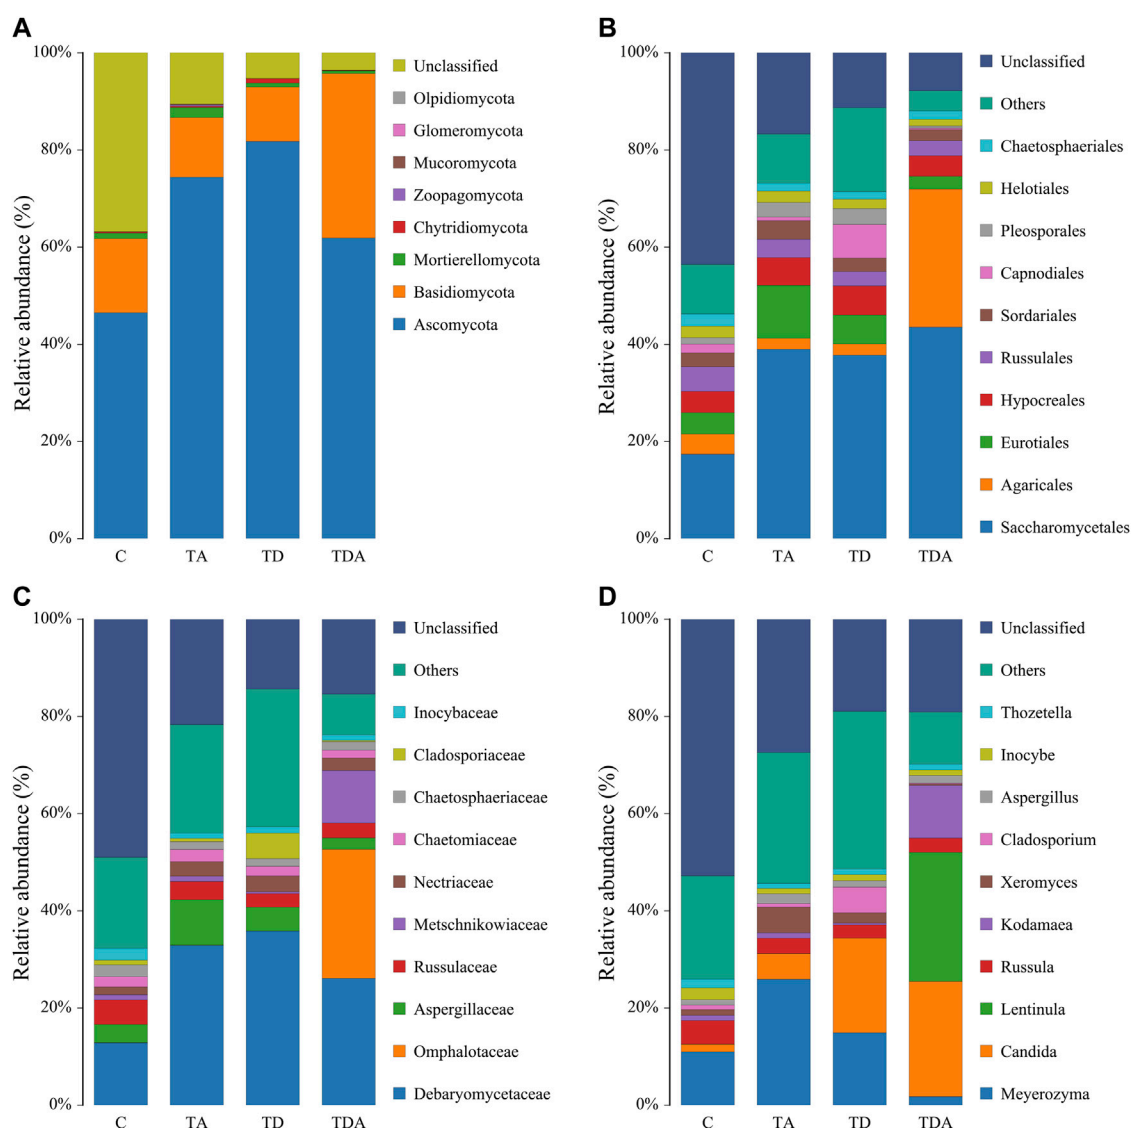 A
Relative abundance (%)
100%
80%
60%
40%
20%
0%
C TA TD TDA
Unclassified
Olpidiomycota
Glomeromycota
Mucoromycota
Zoopagomycota
Chytridiomycota
Mortierellomycota
Basidiomycota
Ascomycota
B
Relative abundance (%)
100%
80%
60%
40%
20%
0%
C TA TD TDA
Unclassified
Others
Chaetosphaeriales
Helotiales
Pleosporales
Capnodiales
Sordariales
Russulales
Hypocreales
Eurotiales
Agaricales
Saccharomycetales
C
Relative abundance (%)
100%
80%
60%
40%
20%
0%
C TA TD TDA
Unclassified
Others
Inocybaceae
Cladosporiaceae
Chaetosphaeriaceae
Chaetomiaceae
Nectriaceae
Metschnikowiaceae
Russulaceae
Aspergillaceae
Omphalotaceae
Debaryomycetaceae
D
Relative abundance (%)
100%
80%
60%
40%
20%
0%
C TA TD TDA
Unclassified
Others
Thozetella
Inocybe
Aspergillus
Cladosporium
Xeromyces
Kodamaea
Russula
Lentinula
Candida
Meyerozyma